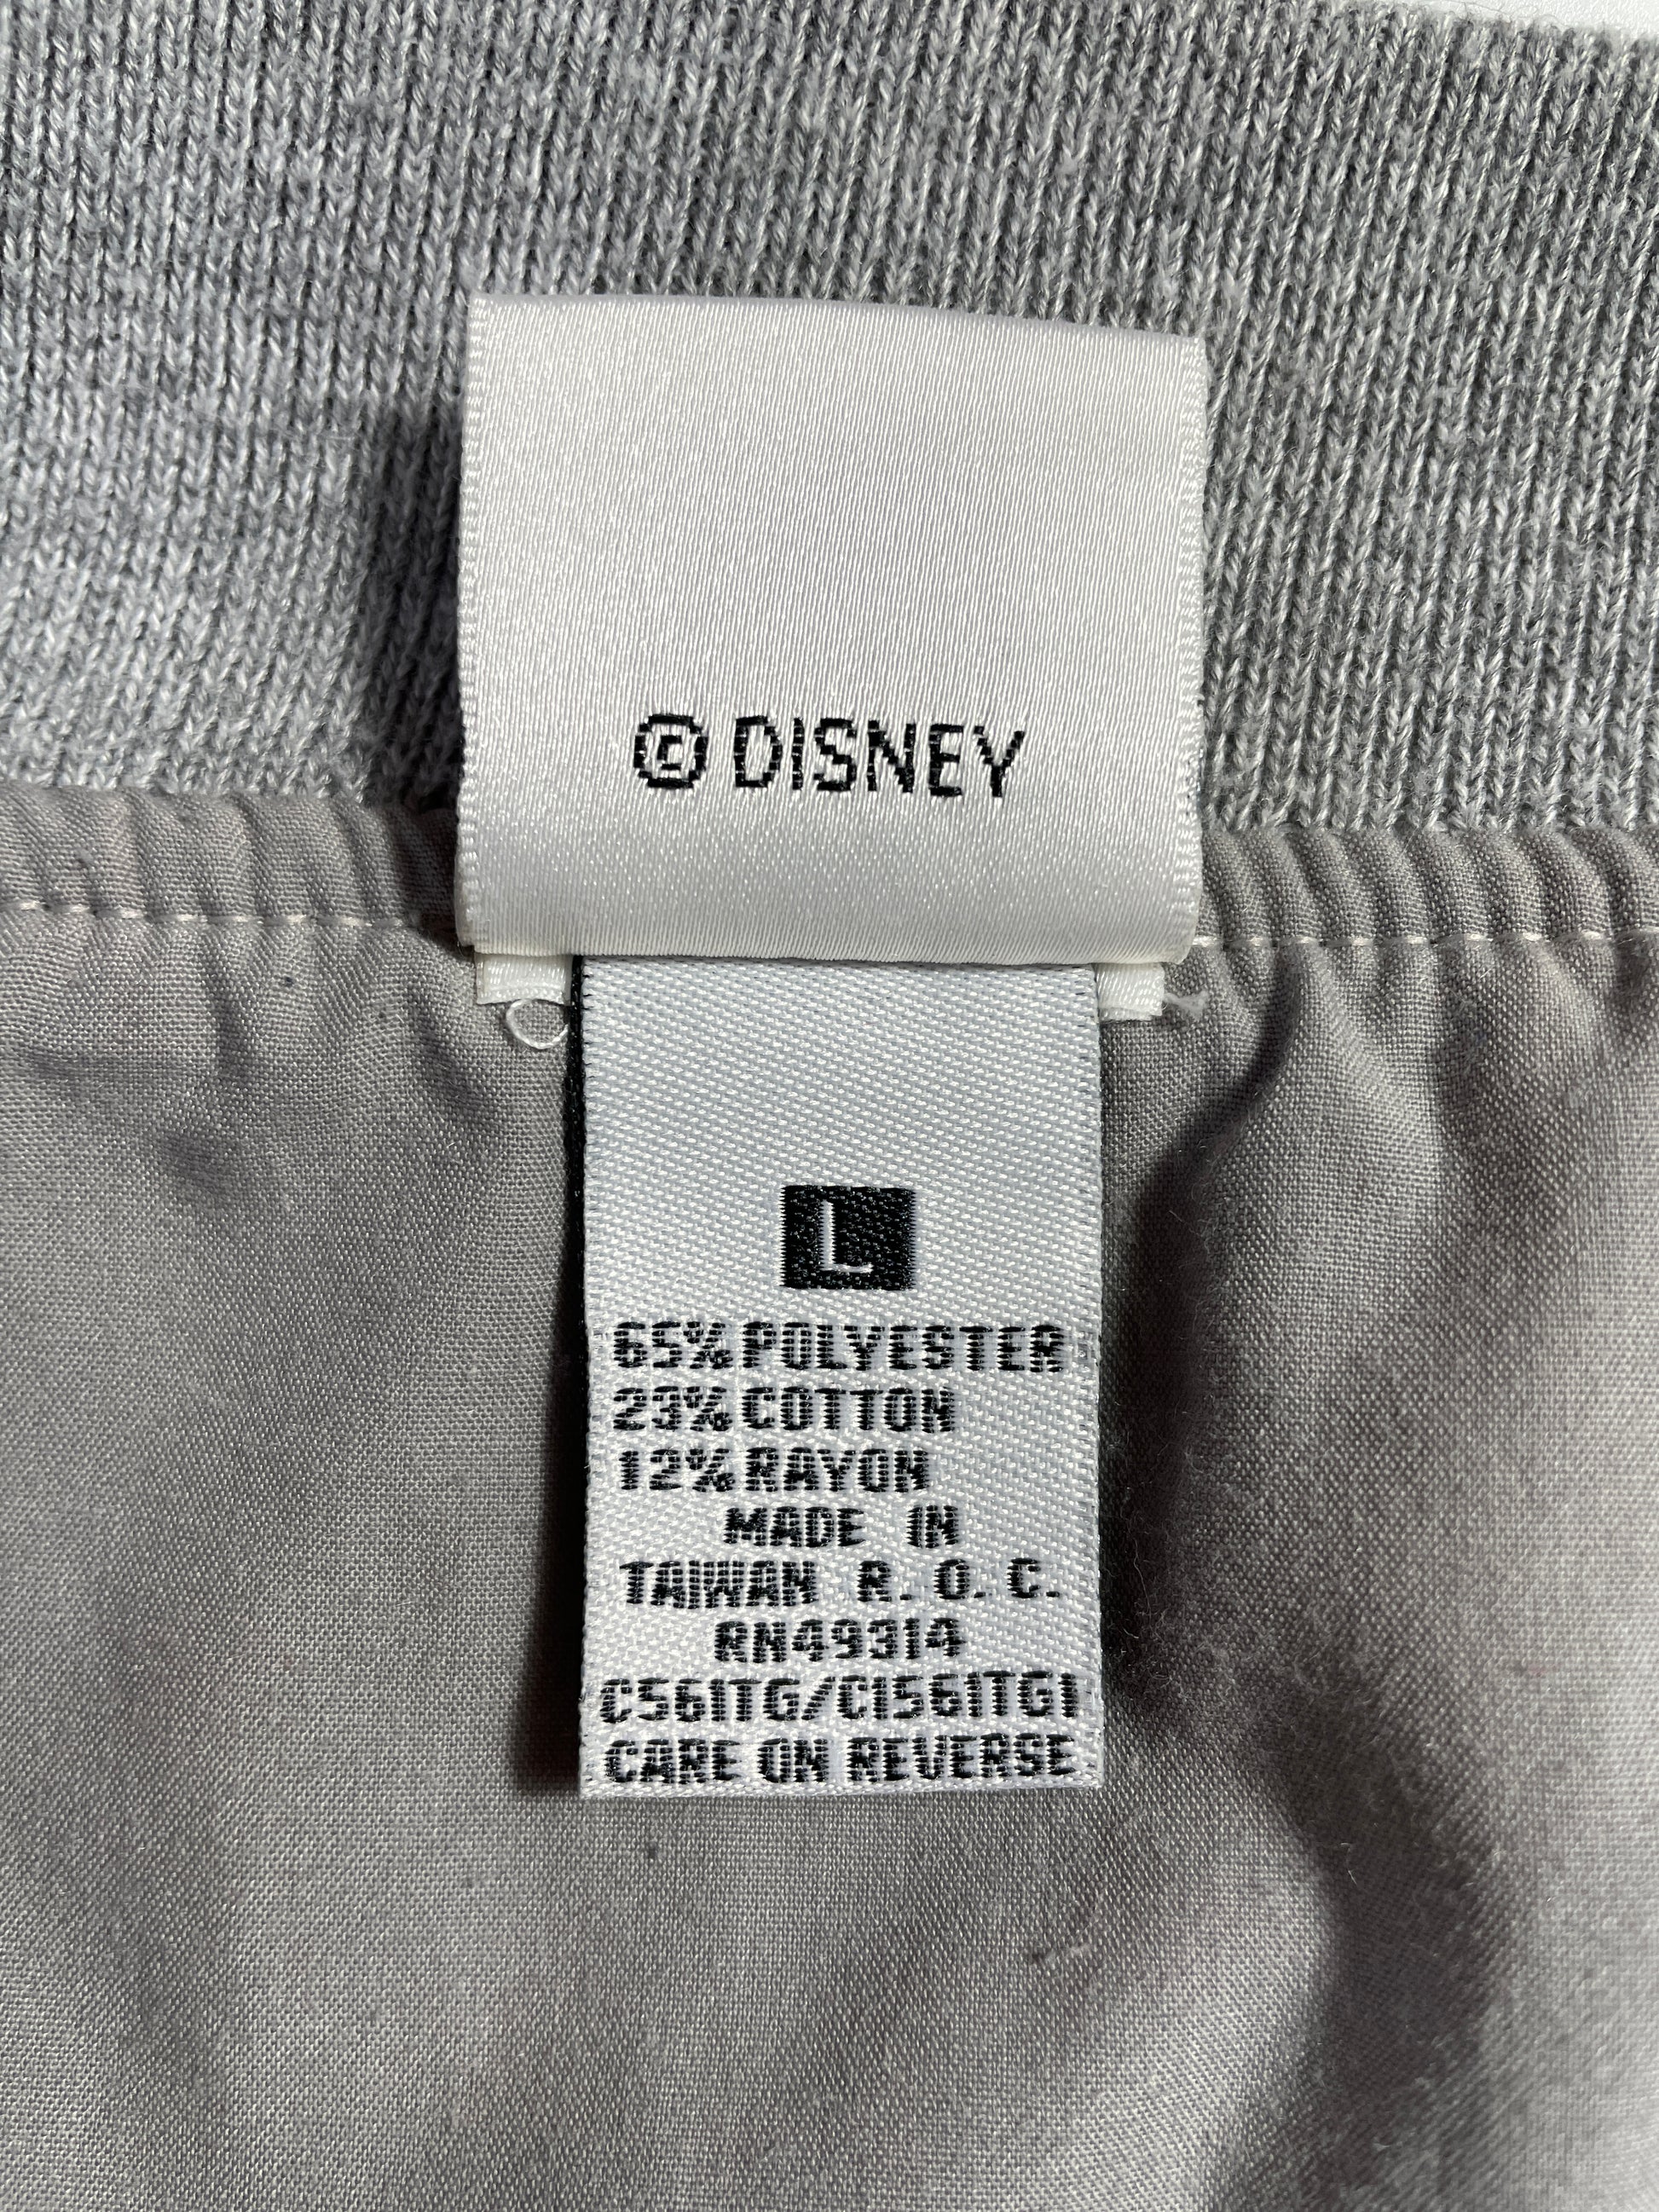 © DISNEY
L
65% POLYESTER
23% COTTON
12% RAYON
MADE IN
TAIWAN R.O.C.
RN49314
C561TG/C1561TG1
CARE ON REVERSE